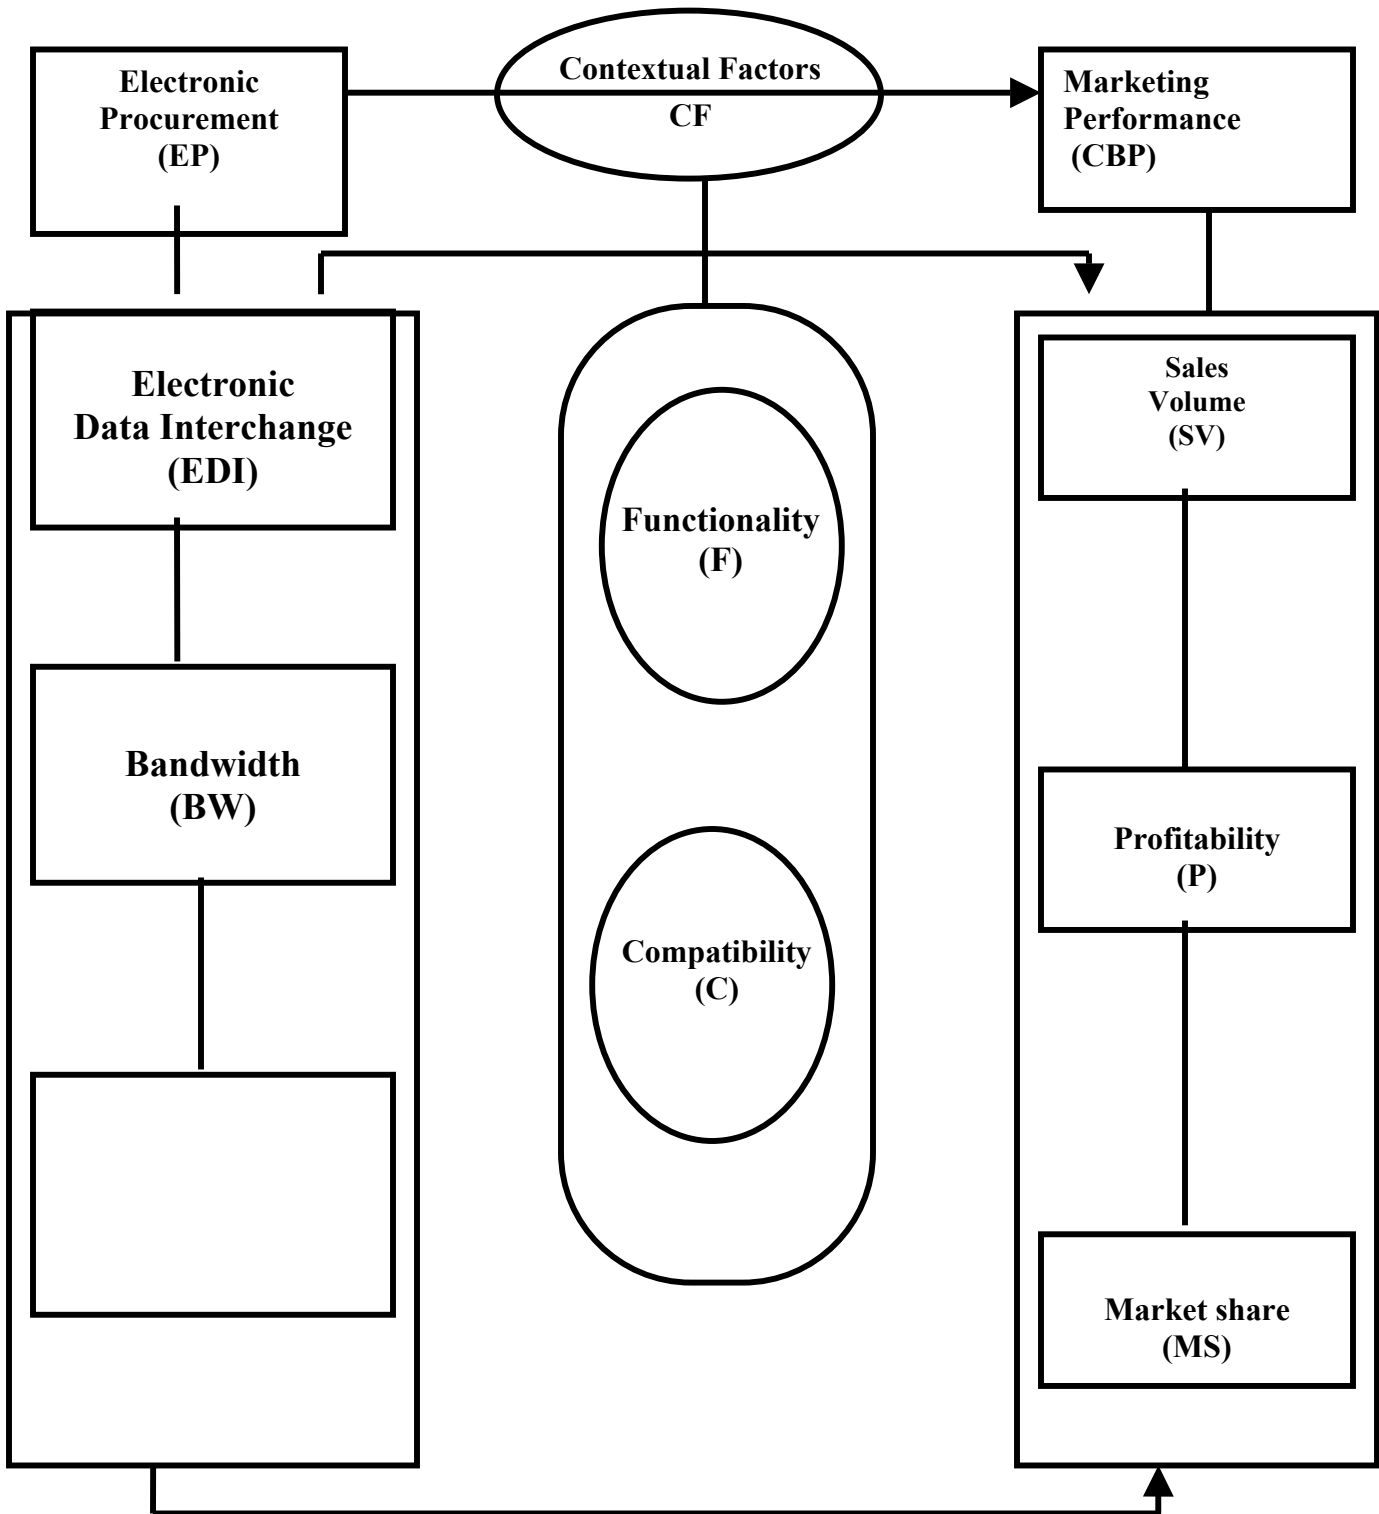 Electronic
Procurement
(EP)
Contextual Factors
CF
Marketing
Performance
(CBP)
Electronic
Data Interchange
(EDI)
Bandwidth
(BW)
Functionality
(F)
Compatibility
(C)
Sales
Volume
(SV)
Profitability
(P)
Market share
(MS)